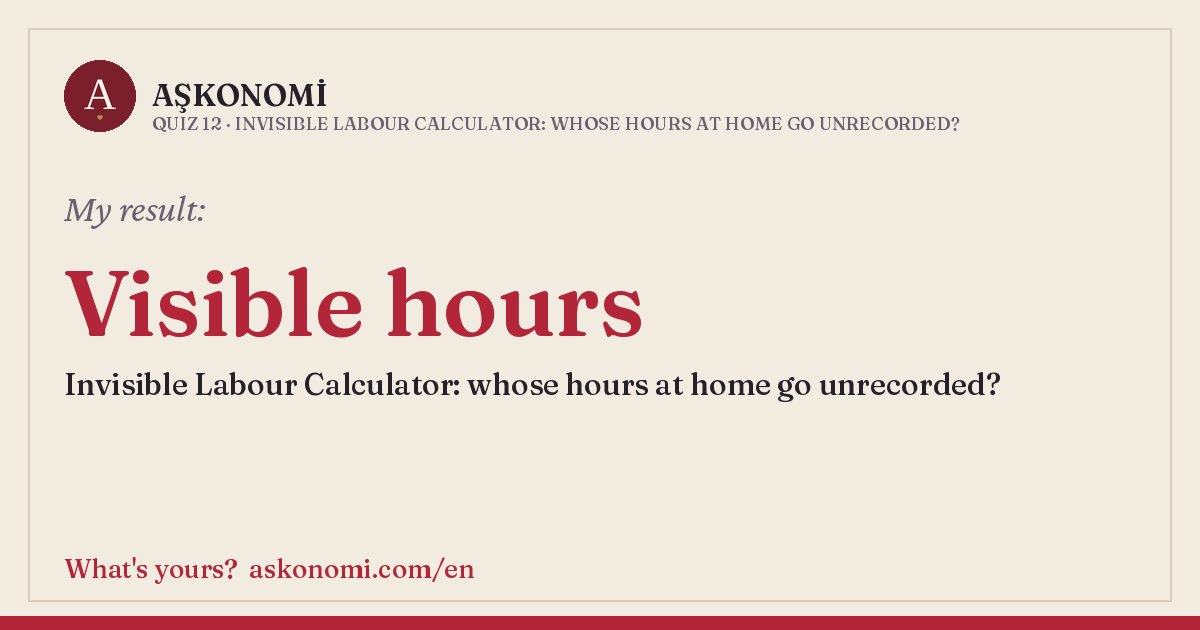 A
AŞKONOMİ
QUIZ 12 · INVISIBLE LABOUR CALCULATOR: WHOSE HOURS AT HOME GO UNRECORDED?
My result:
Visible hours
Invisible Labour Calculator: whose hours at home go unrecorded?
What's yours? askonomi.com/en